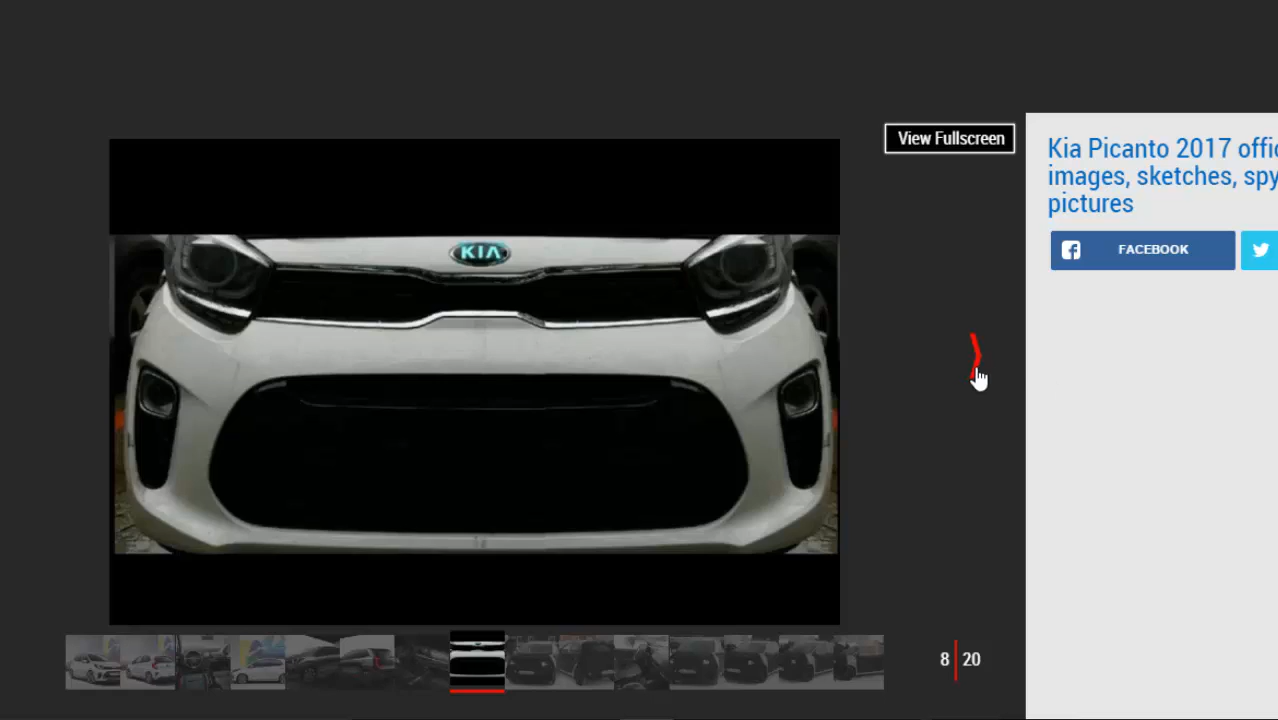 View Fullscreen
Kia Picanto 2017 offic
images, sketches, spy
pictures
FACEBOOK
KIA
8 20